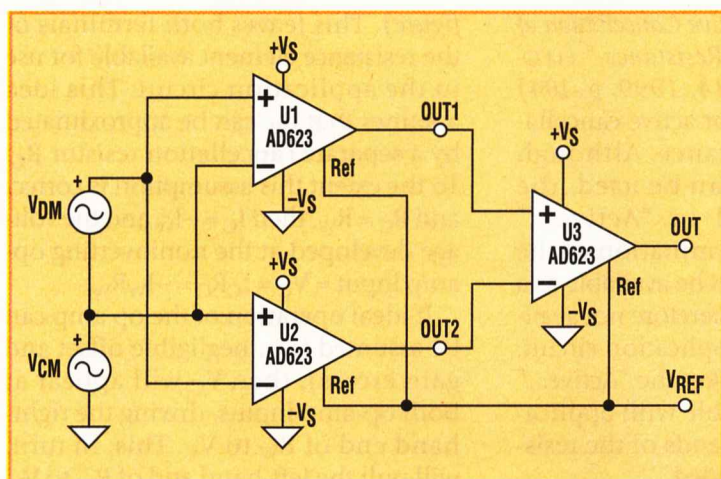 +VS
+
U1
AD623
−
Ref
OUT1
−VS
+
VDM
+VS
+
U3
AD623
−
Ref
OUT
−VS
+VS
+
U2
AD623
−
Ref
OUT2
−VS
+
VCM
VREF